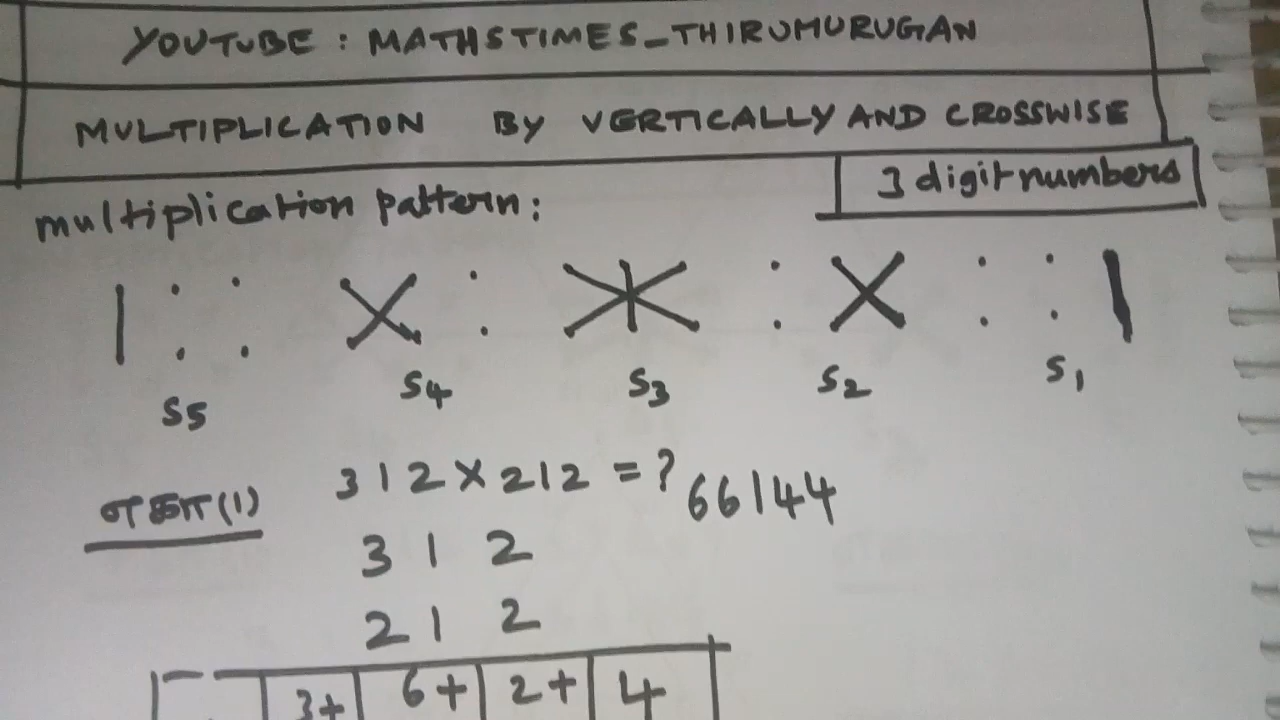 YOUTUBE : MATHSTIMES_THIRUMURUGAN
MULTIPLICATION BY VERTICALLY AND CROSSWISE
3 digit numbers
multiplication pattern:
S5 S4 S3 S2 S1
எகா(1) 312 × 212 = ? 66144
3 1 2
2 1 2
3+ 6+ 2+ 4